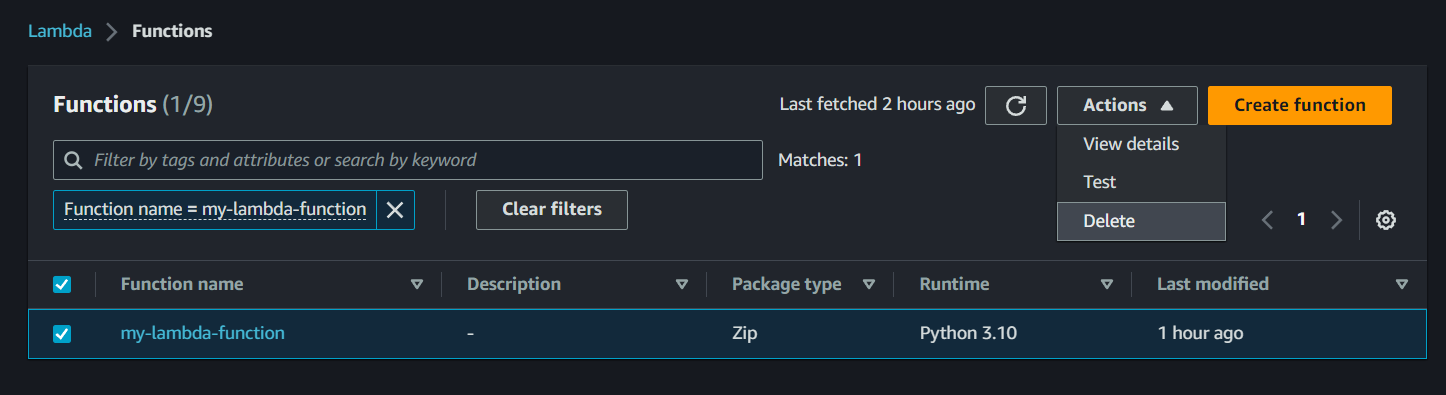 Lambda > Functions
Functions (1/9)
Last fetched 2 hours ago
Actions
Create function
View details
Test
Delete
Filter by tags and attributes or search by keyword
Matches: 1
Function name = my-lambda-function
Clear filters
1
Function name Description Package type Runtime Last modified
my-lambda-function - Zip Python 3.10 1 hour ago